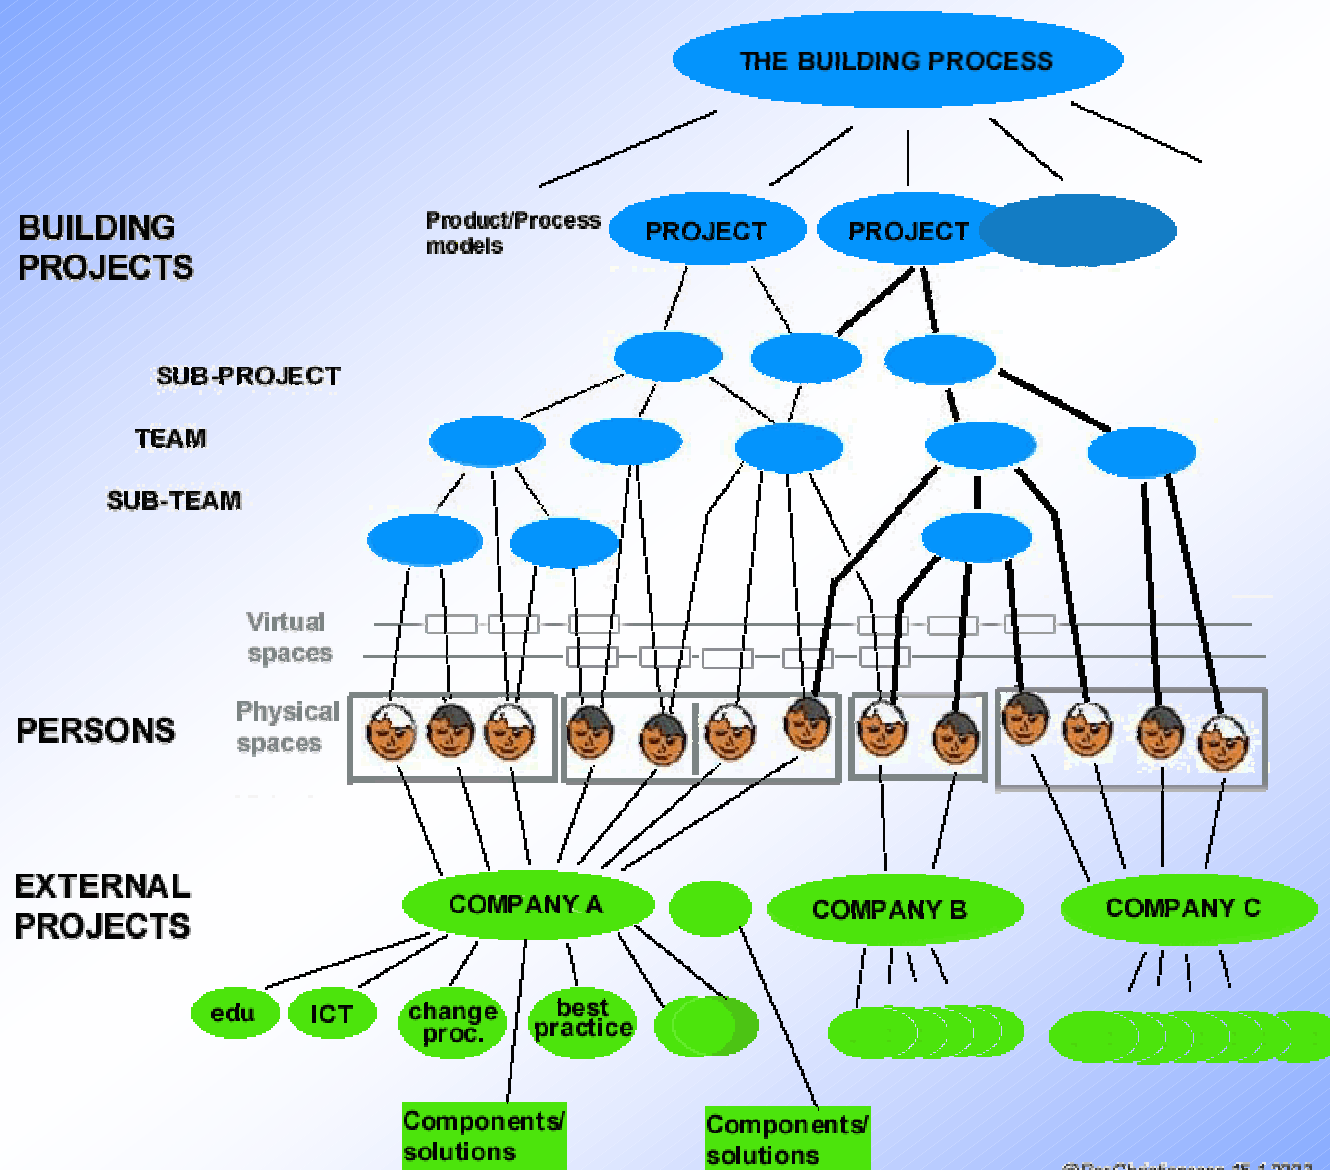 THE BUILDING PROCESS
BUILDING
PROJECTS
Product/Process
models
PROJECT
PROJECT
SUB-PROJECT
TEAM
SUB-TEAM
Virtual
spaces
PERSONS
Physical
spaces
EXTERNAL
PROJECTS
COMPANY A
COMPANY B
COMPANY C
edu
ICT
change
proc.
best
practice
Components/
solutions
Components/
solutions